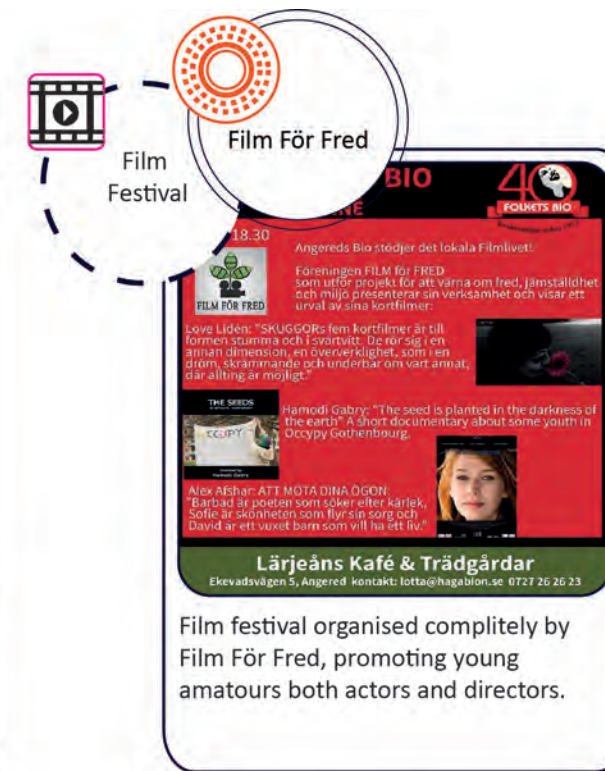 Film
Festival
Film För Fred
BIO
40
FOLKETS BIO
18.30
FILM FÖR FRED
Angereds Bio stödjer det lokala Filmlivet!
Föreningen FILM för FRED
som utför projekt för att värna om fred, jämställdhet
och miljö presenterar sin verksamhet och visar ett
urval av sina kortfilmer:
Love Lidén: "SKUGGORs fem kortfilmer är till
formen stumma och i svartvitt. De rör sig i en
annan dimension, en öververklighet, som i en
dröm, skrämmande och underbar om vart annat,
där allting är möjligt."
THE SEEDS
OCCUPY
Hamodi Gabry: "The seed is planted in the darkness of
the earth" A short documentary about some youth in
Occypy Gothenbourg.
Alex Afshar: ATT MÖTA DINA ÖGON:
"Barbad är poeten som söker efter kärlek,
Sofie är skönheten som flyr sin sorg och
David är ett vuxet barn som vill ha ett liv."
Lärjeåns Kafé & Trädgårdar
Ekevadsvägen 5, Angered kontakt: lotta@hagabion.se 0727 26 26 23
Film festival organised complitely by
Film För Fred, promoting young
amatours both actors and directors.